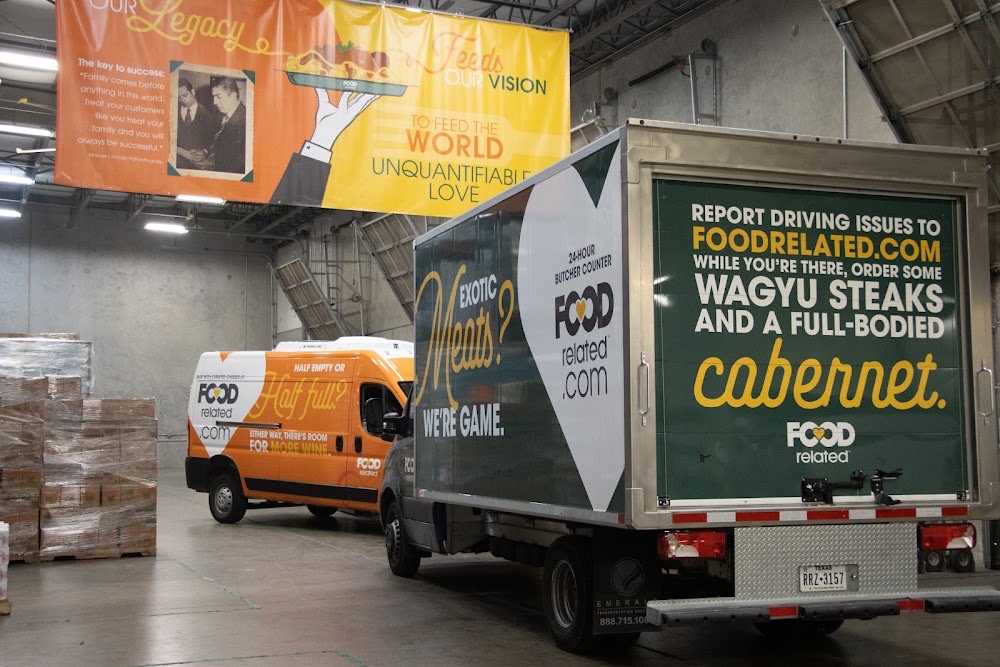 OUR Legacy
The key to success:
"Family comes before
anything in this world.
Treat your customers
like you treat your
family and you will
always be successful."
FOOD
Feeds
OUR VISION
TO FEED THE
WORLD
UNQUANTIFIABLE
LOVE
FOOD
related
.com
HALF EMPTY OR
Half full?
EITHER WAY, THERE'S ROOM
FOR MORE WINE.
FOOD
related
EXOTIC
Meats?
WE'RE GAME.
24-HOUR
BUTCHER COUNTER
FOOD
related
.com
REPORT DRIVING ISSUES TO
FOODRELATED.COM
WHILE YOU'RE THERE, ORDER SOME
WAGYU STEAKS
AND A FULL-BODIED
cabernet.
FOOD
related
TEXAS
RRZ•3157
888.715.108